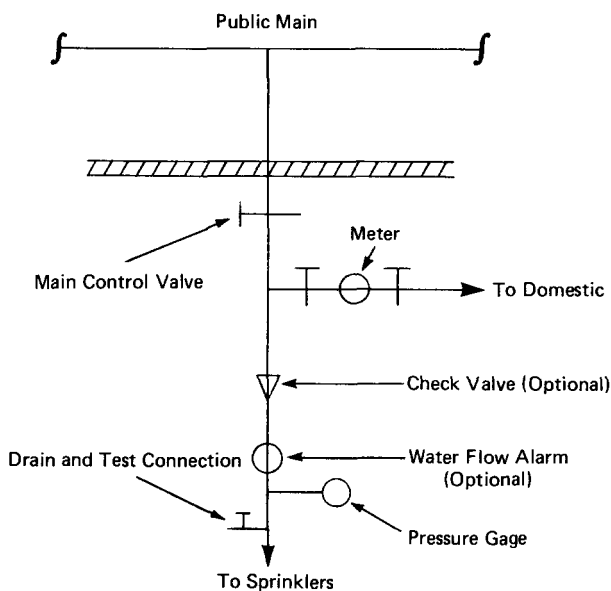 Public Main
Meter
Main Control Valve
To Domestic
Check Valve (Optional)
Drain and Test Connection
Water Flow Alarm
(Optional)
Pressure Gage
To Sprinklers